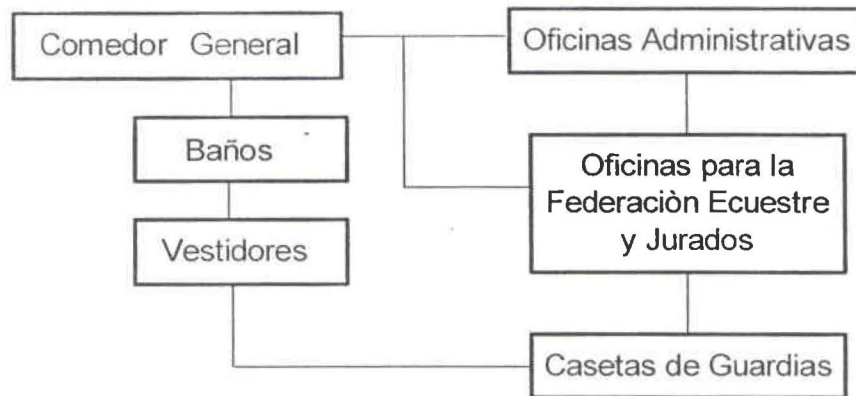 Comedor General
Oficinas Administrativas
Baños
Oficinas para la
Federaciòn Ecuestre
y Jurados
Vestidores
Casetas de Guardias